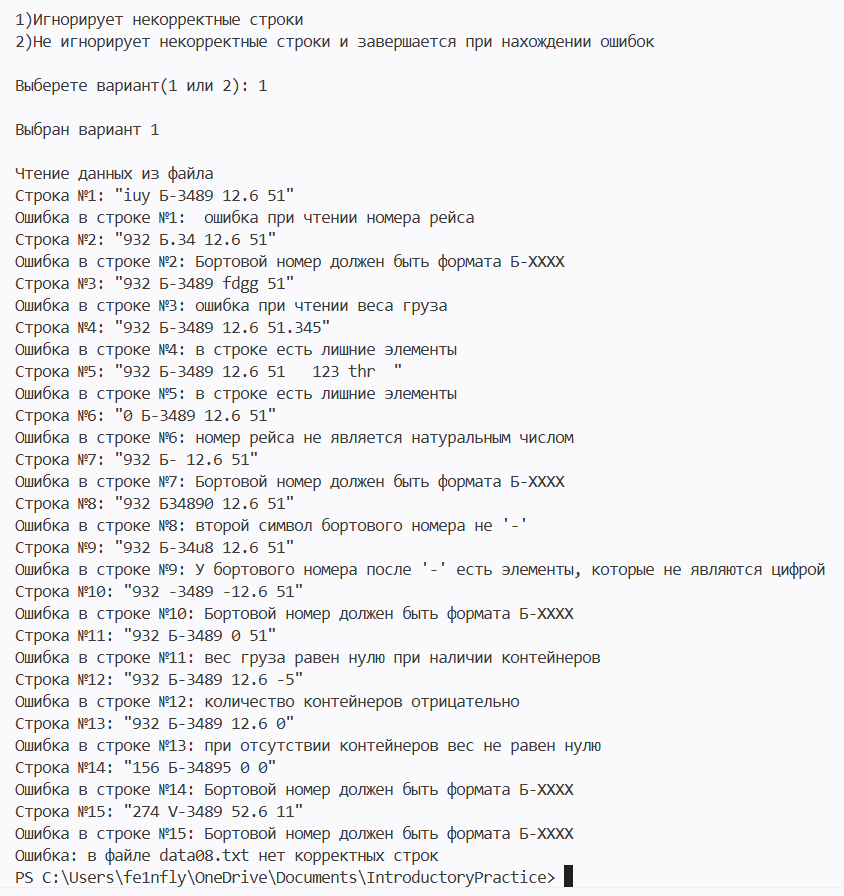 1)Игнорирует некорректные строки
2)Не игнорирует некорректные строки и завершается при нахождении ошибок
Выберете вариант(1 или 2): 1
Выбран вариант 1
Чтение данных из файла
Строка №1: "iuy Б-3489 12.6 51"
Ошибка в строке №1:  ошибка при чтении номера рейса
Строка №2: "932 Б.34 12.6 51"
Ошибка в строке №2: Бортовой номер должен быть формата Б-XXXX
Строка №3: "932 Б-3489 fdgg 51"
Ошибка в строке №3: ошибка при чтении веса груза
Строка №4: "932 Б-3489 12.6 51.345"
Ошибка в строке №4: в строке есть лишние элементы
Строка №5: "932 Б-3489 12.6 51   123 thr  "
Ошибка в строке №5: в строке есть лишние элементы
Строка №6: "0 Б-3489 12.6 51"
Ошибка в строке №6: номер рейса не является натуральным числом
Строка №7: "932 Б- 12.6 51"
Ошибка в строке №7: Бортовой номер должен быть формата Б-XXXX
Строка №8: "932 Б34890 12.6 51"
Ошибка в строке №8: второй символ бортового номера не '-'
Строка №9: "932 Б-34u8 12.6 51"
Ошибка в строке №9: У бортового номера после '-' есть элементы, которые не являются цифрой
Строка №10: "932 -3489 -12.6 51"
Ошибка в строке №10: Бортовой номер должен быть формата Б-XXXX
Строка №11: "932 Б-3489 0 51"
Ошибка в строке №11: вес груза равен нулю при наличии контейнеров
Строка №12: "932 Б-3489 12.6 -5"
Ошибка в строке №12: количество контейнеров отрицательно
Строка №13: "932 Б-3489 12.6 0"
Ошибка в строке №13: при отсутствии контейнеров вес не равен нулю
Строка №14: "156 Б-34895 0 0"
Ошибка в строке №14: Бортовой номер должен быть формата Б-XXXX
Строка №15: "274 V-3489 52.6 11"
Ошибка в строке №15: Бортовой номер должен быть формата Б-XXXX
Ошибка: в файле data08.txt нет корректных строк
PS C:\Users\fe1nfly\OneDrive\Documents\IntroductoryPractice>